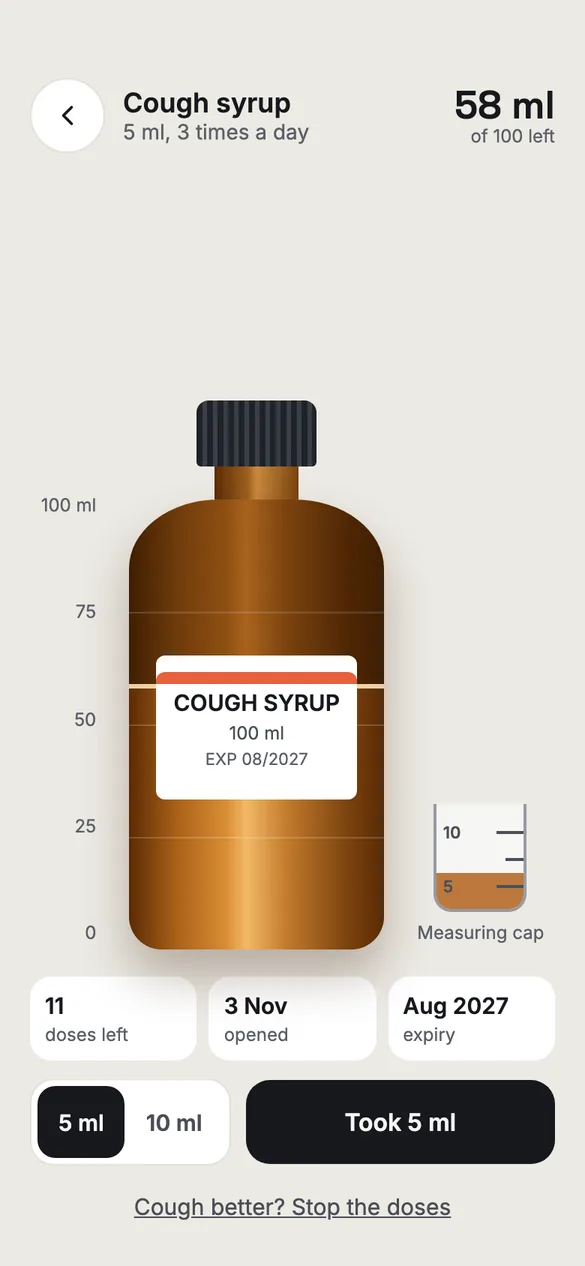 Cough syrup
5 ml, 3 times a day
58 ml
of 100 left
100 ml
75
50
25
0
COUGH SYRUP
100 ml
EXP 08/2027
10
5
Measuring cap
11
doses left
3 Nov
opened
Aug 2027
expiry
5 ml
10 ml
Took 5 ml
Cough better? Stop the doses